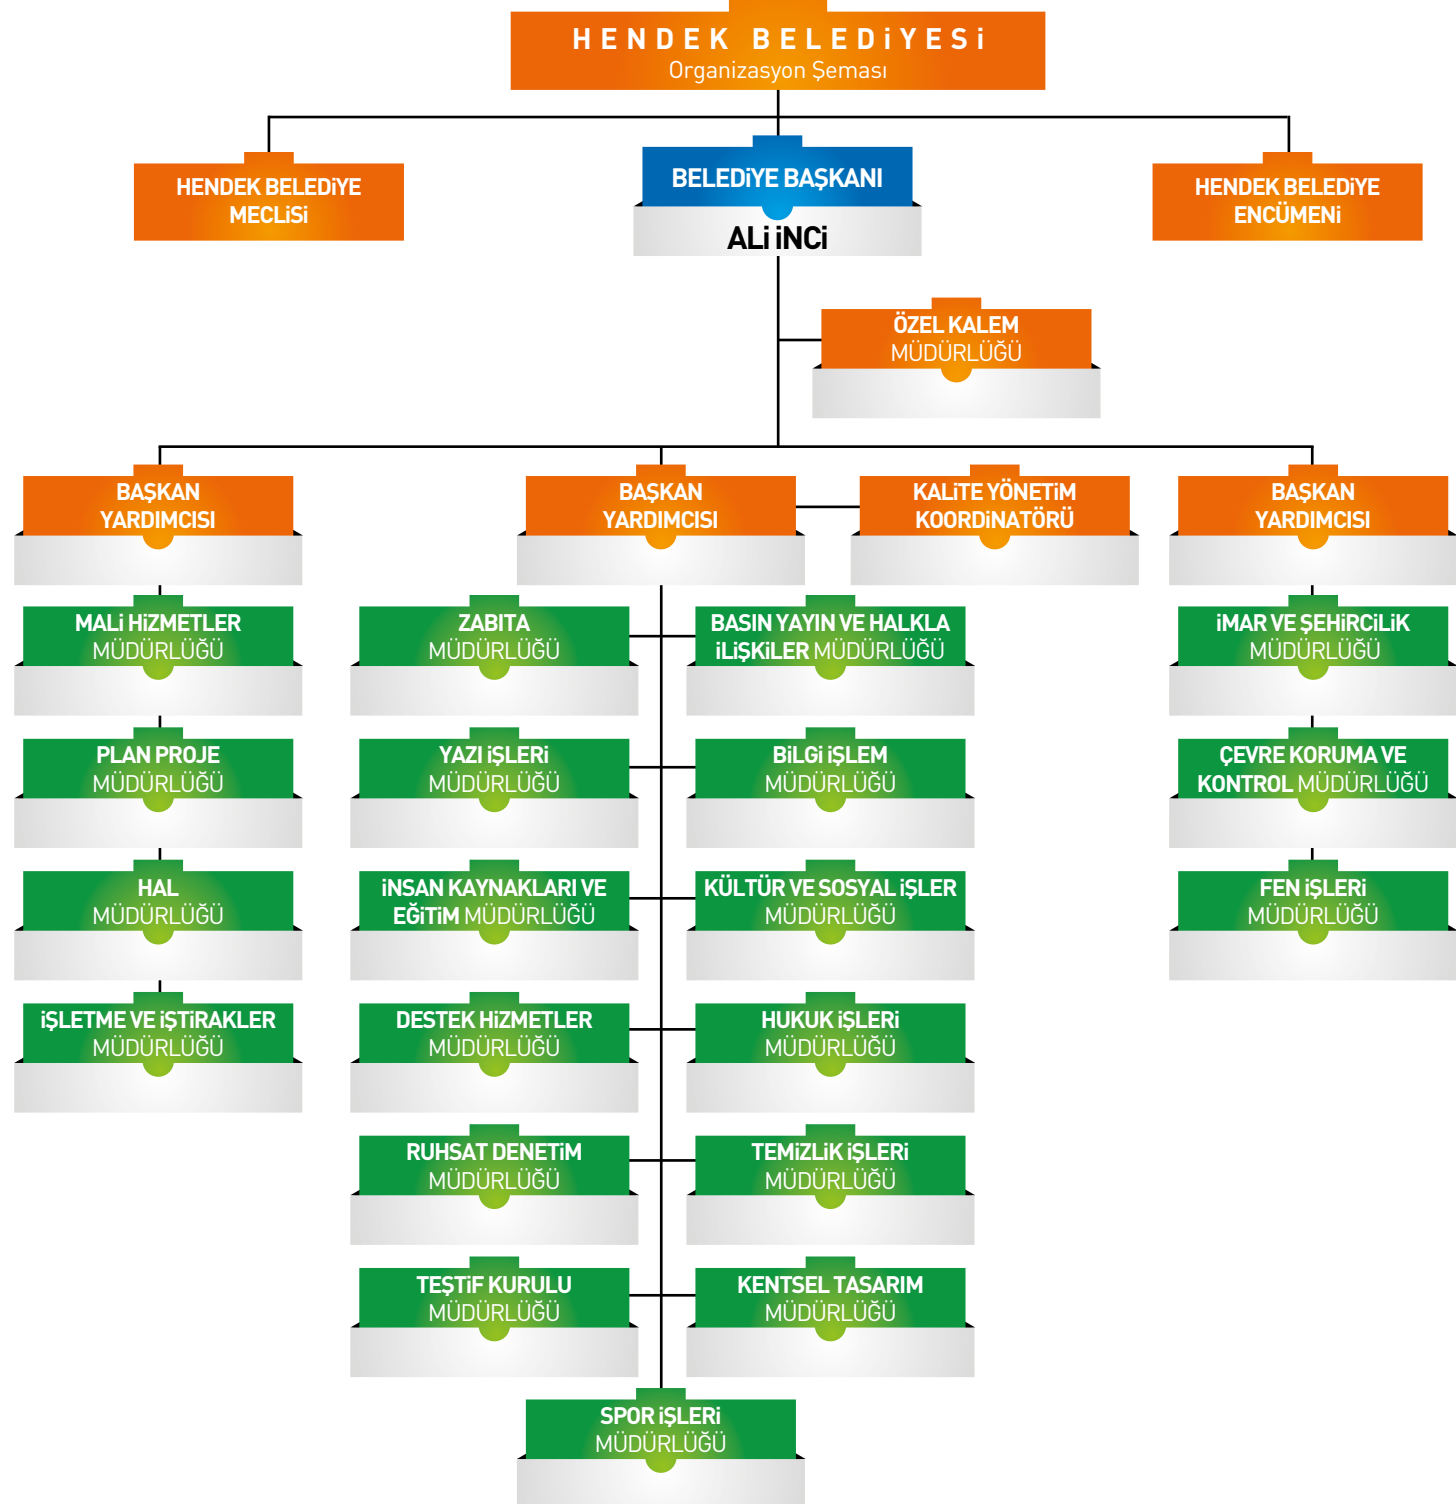 HENDEK BELEDİYESİ
Organizasyon Şeması
HENDEK BELEDİYE
MECLİSİ
BELEDİYE BAŞKANI
ALİ İNCİ
HENDEK BELEDİYE
ENCÜMENİ
ÖZEL KALEM
MÜDÜRLÜĞÜ
BAŞKAN
YARDIMCISI
BAŞKAN
YARDIMCISI
KALİTE YÖNETİM
KOORDİNATÖRÜ
BAŞKAN
YARDIMCISI
MALİ HİZMETLER
MÜDÜRLÜĞÜ
ZABITA
MÜDÜRLÜĞÜ
BASIN YAYIN VE HALKLA
İLİŞKİLER MÜDÜRLÜĞÜ
İMAR VE ŞEHİRCİLİK
MÜDÜRLÜĞÜ
PLAN PROJE
MÜDÜRLÜĞÜ
YAZI İŞLERİ
MÜDÜRLÜĞÜ
BİLGİ İŞLEM
MÜDÜRLÜĞÜ
ÇEVRE KORUMA VE
KONTROL MÜDÜRLÜĞÜ
HAL
MÜDÜRLÜĞÜ
İNSAN KAYNAKLARI VE
EĞİTİM MÜDÜRLÜĞÜ
KÜLTÜR VE SOSYAL İŞLER
MÜDÜRLÜĞÜ
FEN İŞLERİ
MÜDÜRLÜĞÜ
İŞLETME VE İŞTİRAKLER
MÜDÜRLÜĞÜ
DESTEK HİZMETLER
MÜDÜRLÜĞÜ
HUKUK İŞLERİ
MÜDÜRLÜĞÜ
RUHSAT DENETİM
MÜDÜRLÜĞÜ
TEMİZLİK İŞLERİ
MÜDÜRLÜĞÜ
TEŞTİF KURULU
MÜDÜRLÜĞÜ
KENTSEL TASARIM
MÜDÜRLÜĞÜ
SPOR İŞLERİ
MÜDÜRLÜĞÜ